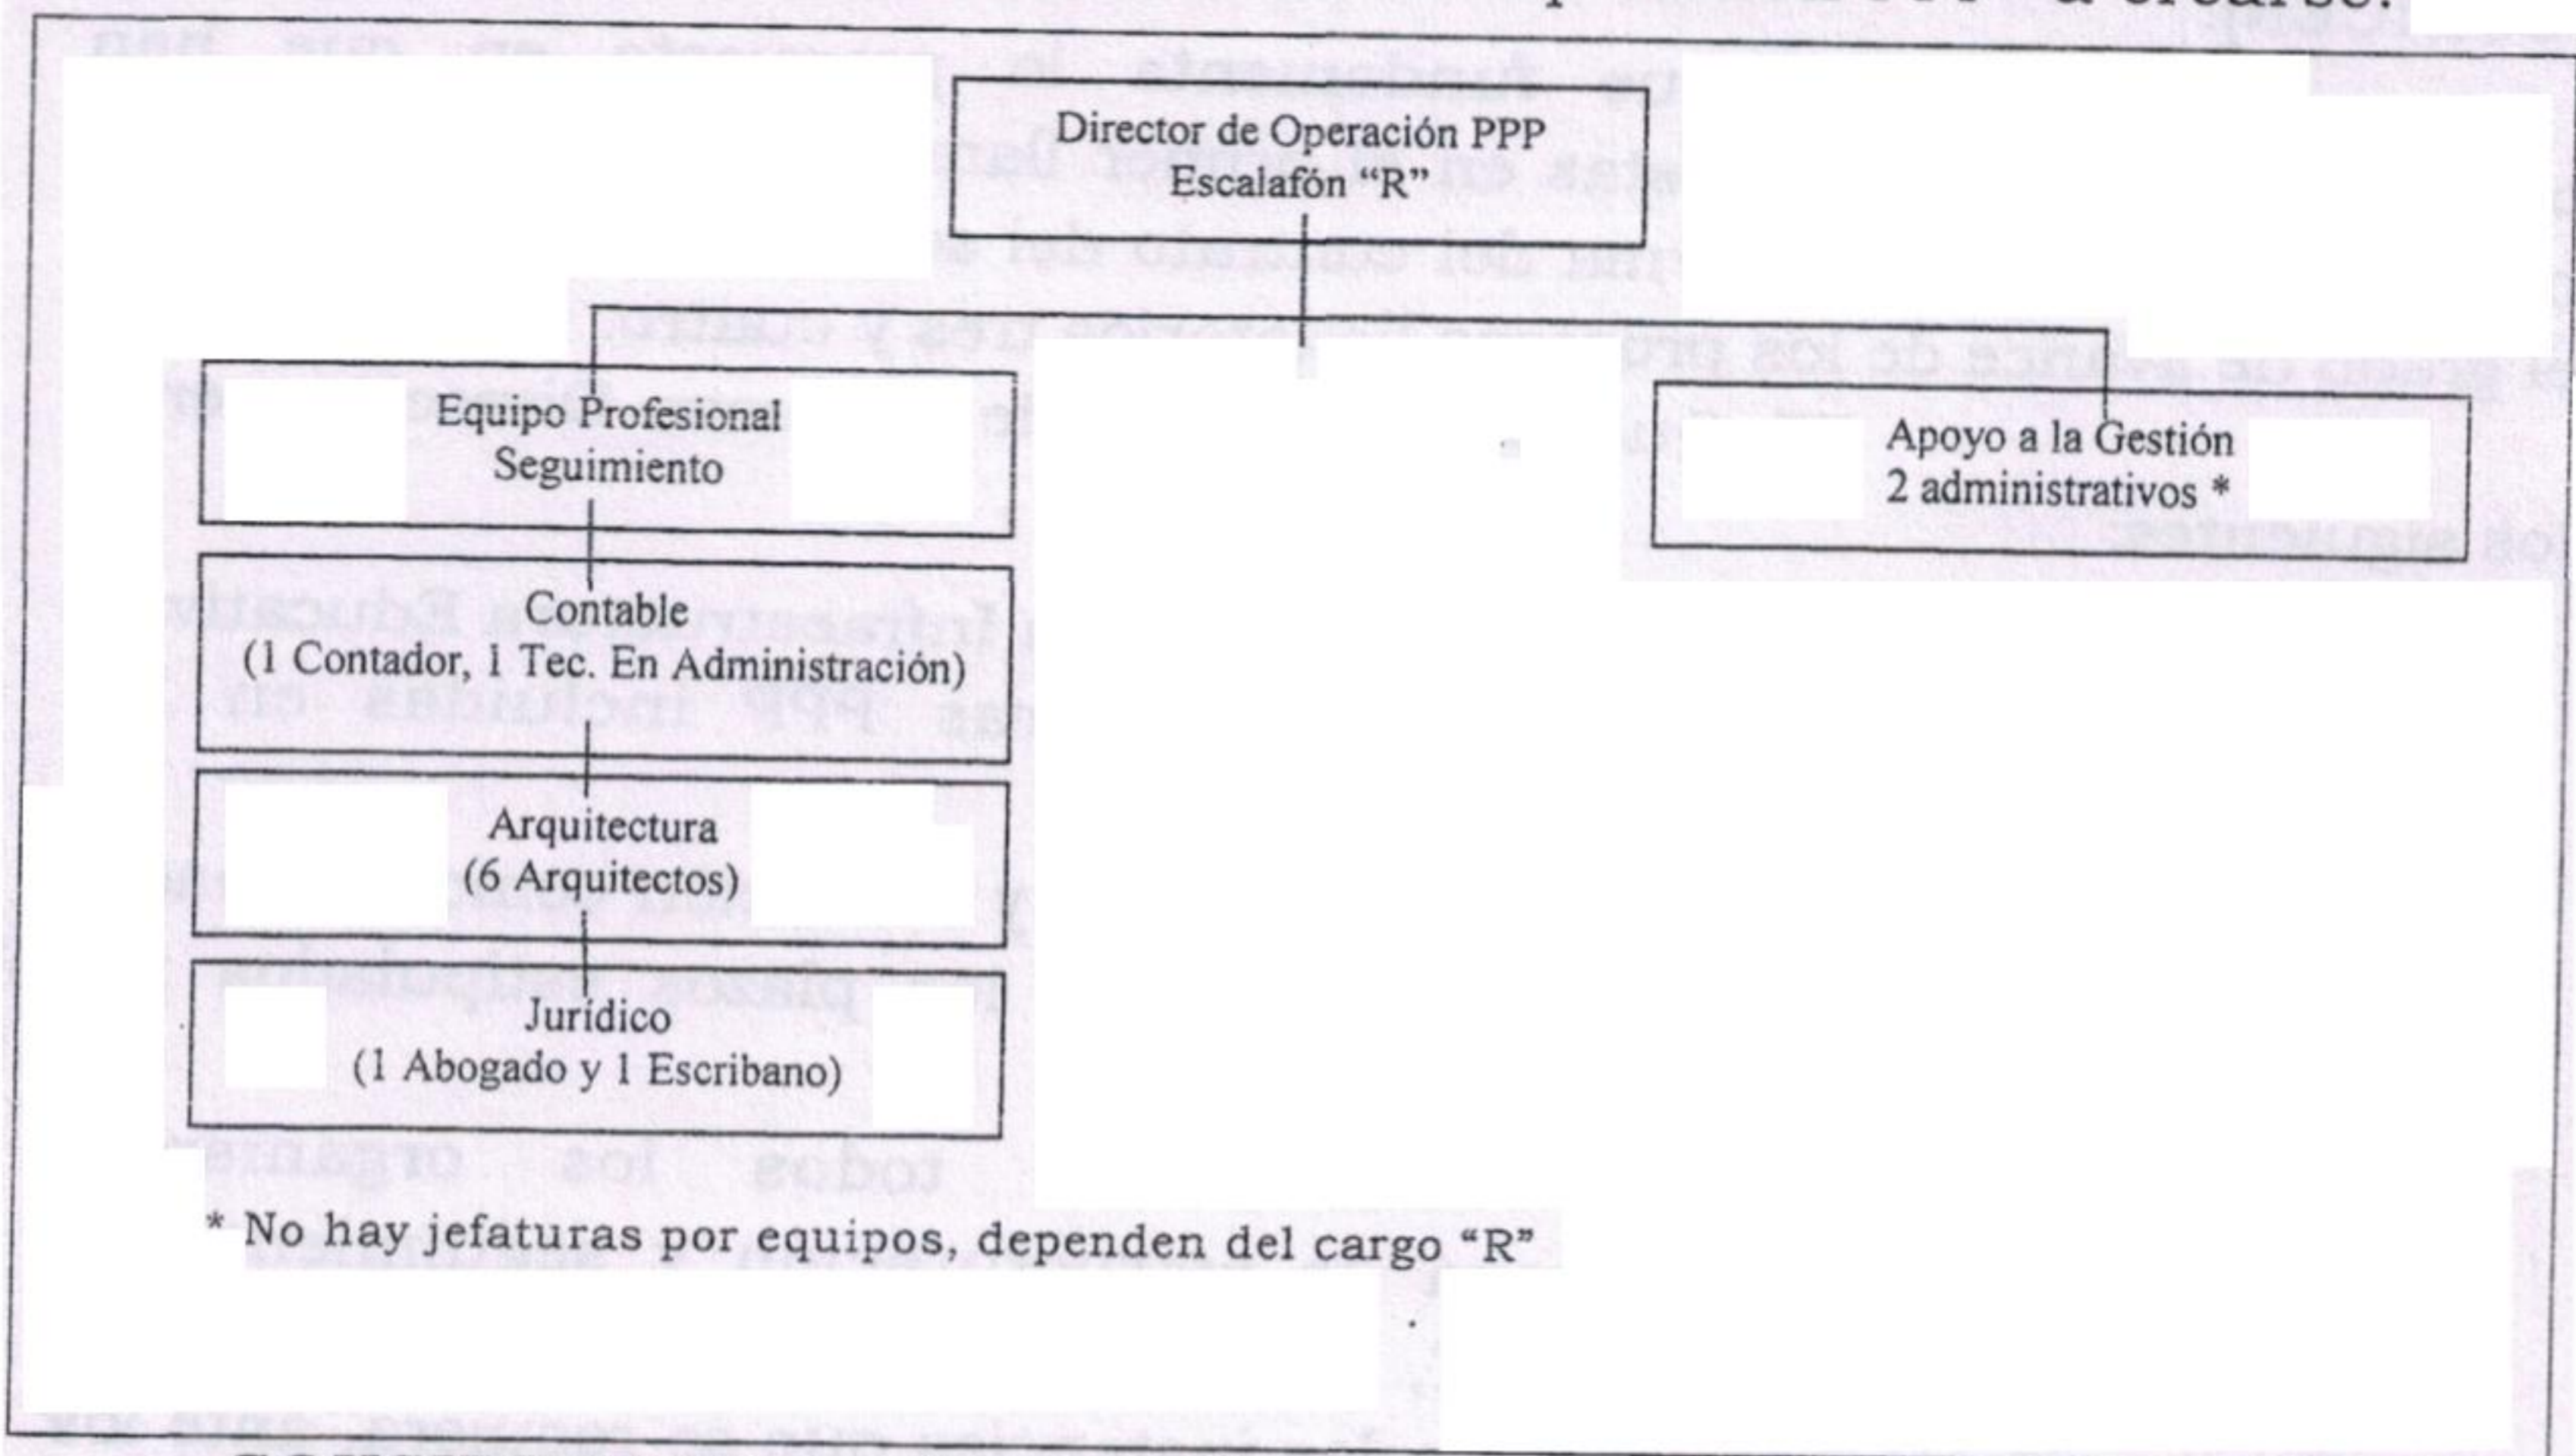 a crearse.
Director de Operación PPP
Escalafón “R”
Equipo Profesional
Seguimiento
Apoyo a la Gestión
2 administrativos *
Contable
(1 Contador, 1 Tec. En Administración)
Arquitectura
(6 Arquitectos)
Jurídico
(1 Abogado y 1 Escribano)
* No hay jefaturas por equipos, dependen del cargo “R”